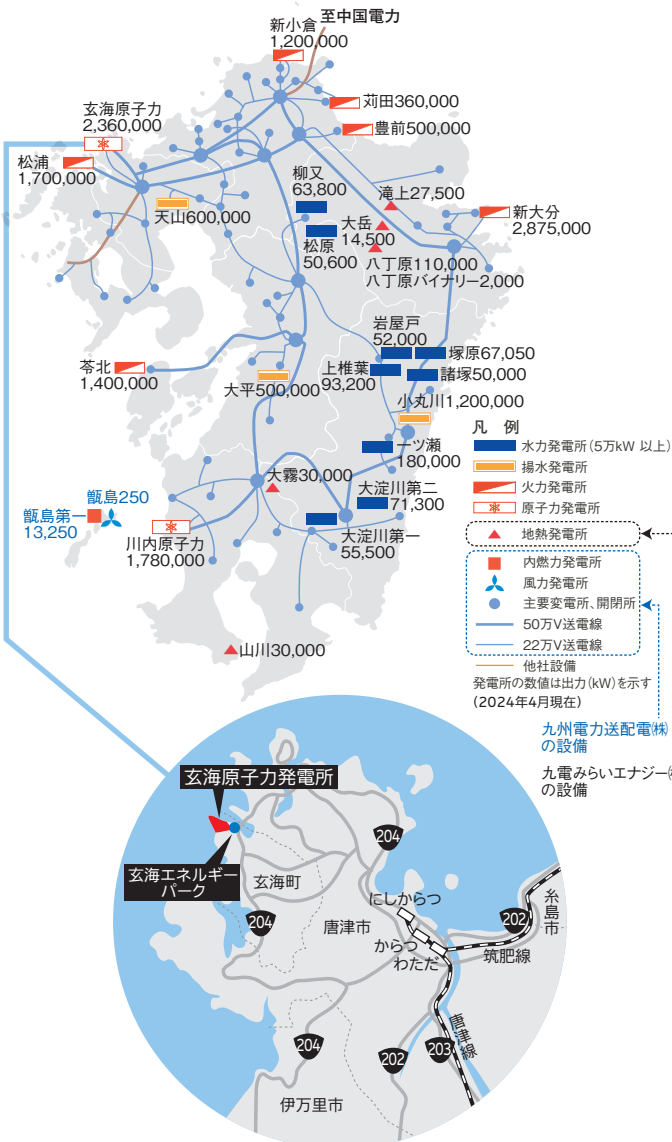 至中国電力
新小倉
1,200,000
苅田360,000
豊前500,000
玄海原子力
2,360,000
松浦
1,700,000
天山600,000
柳又
63,800
滝上27,500
大岳
14,500
松原
50,600
新大分
2,875,000
八丁原110,000
八丁原バイナリー2,000
岩屋戸
52,000
塚原67,050
上椎葉
93,200
諸塚50,000
苓北
1,400,000
大平500,000
小丸川1,200,000
一ツ瀬
180,000
大霧30,000
大淀川第二
71,300
大淀川第一
55,500
甑島250
甑島第一
13,250
川内原子力
1,780,000
山川30,000
凡 例
水力発電所(5万kW 以上)
揚水発電所
火力発電所
原子力発電所
地熱発電所
内燃力発電所
風力発電所
主要変電所、開閉所
50万V送電線
22万V送電線
他社設備
発電所の数値は出力(kW)を示す
(2024年4月現在)
九州電力送配電㈱
の設備
九電みらいエナジー
の設備
玄海原子力発電所
玄海エネルギー
パーク
玄海町
204
204
唐津市
にしからつ
からつ
わただ
202
糸島市
筑肥線
唐津線
204
202
203
伊万里市